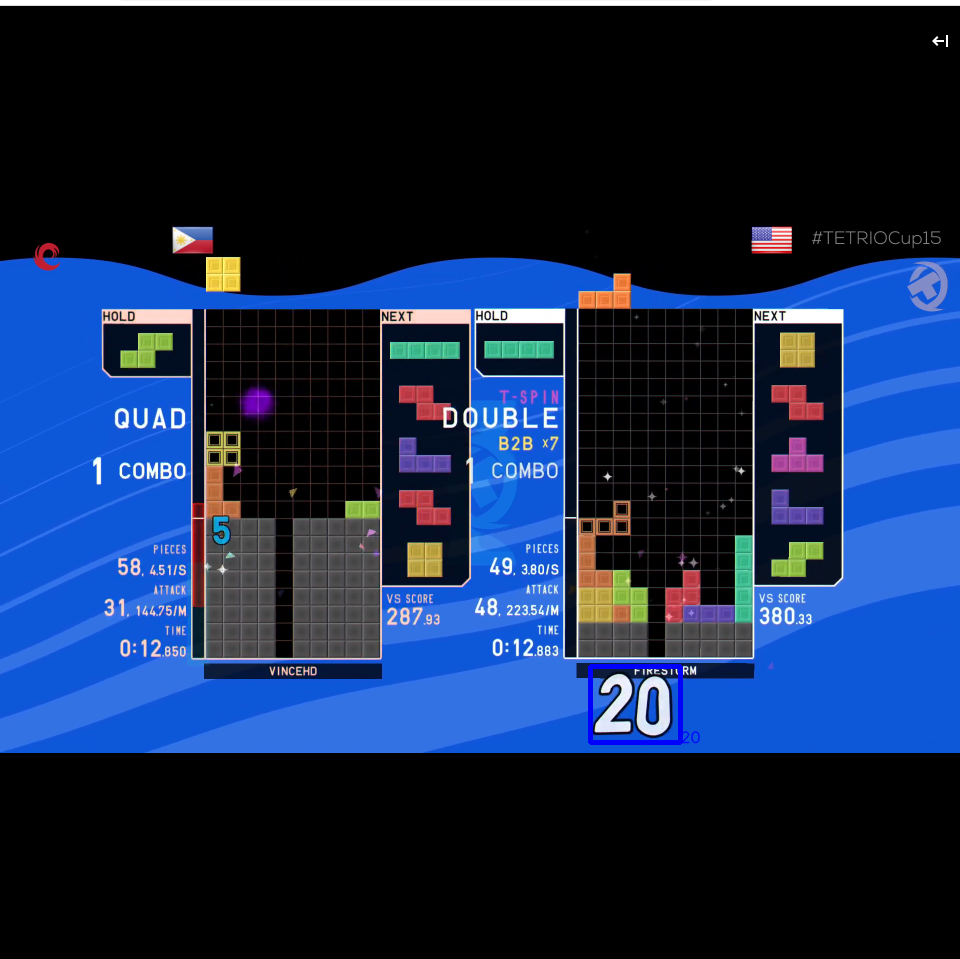 #TETRIOCup15
HOLD
NEXT
QUAD
1 COMBO
5
PIECES
58, 4.51/S
ATTACK
31, 144.75/M
TIME
0:12.850
VS SCORE
287.93
VINCEHD
HOLD
NEXT
T-SPIN
DOUBLE
B2B x7
1 COMBO
PIECES
49, 3.80/S
ATTACK
48, 223.54/M
TIME
0:12.883
VS SCORE
380.33
FIRESTORM
20
20